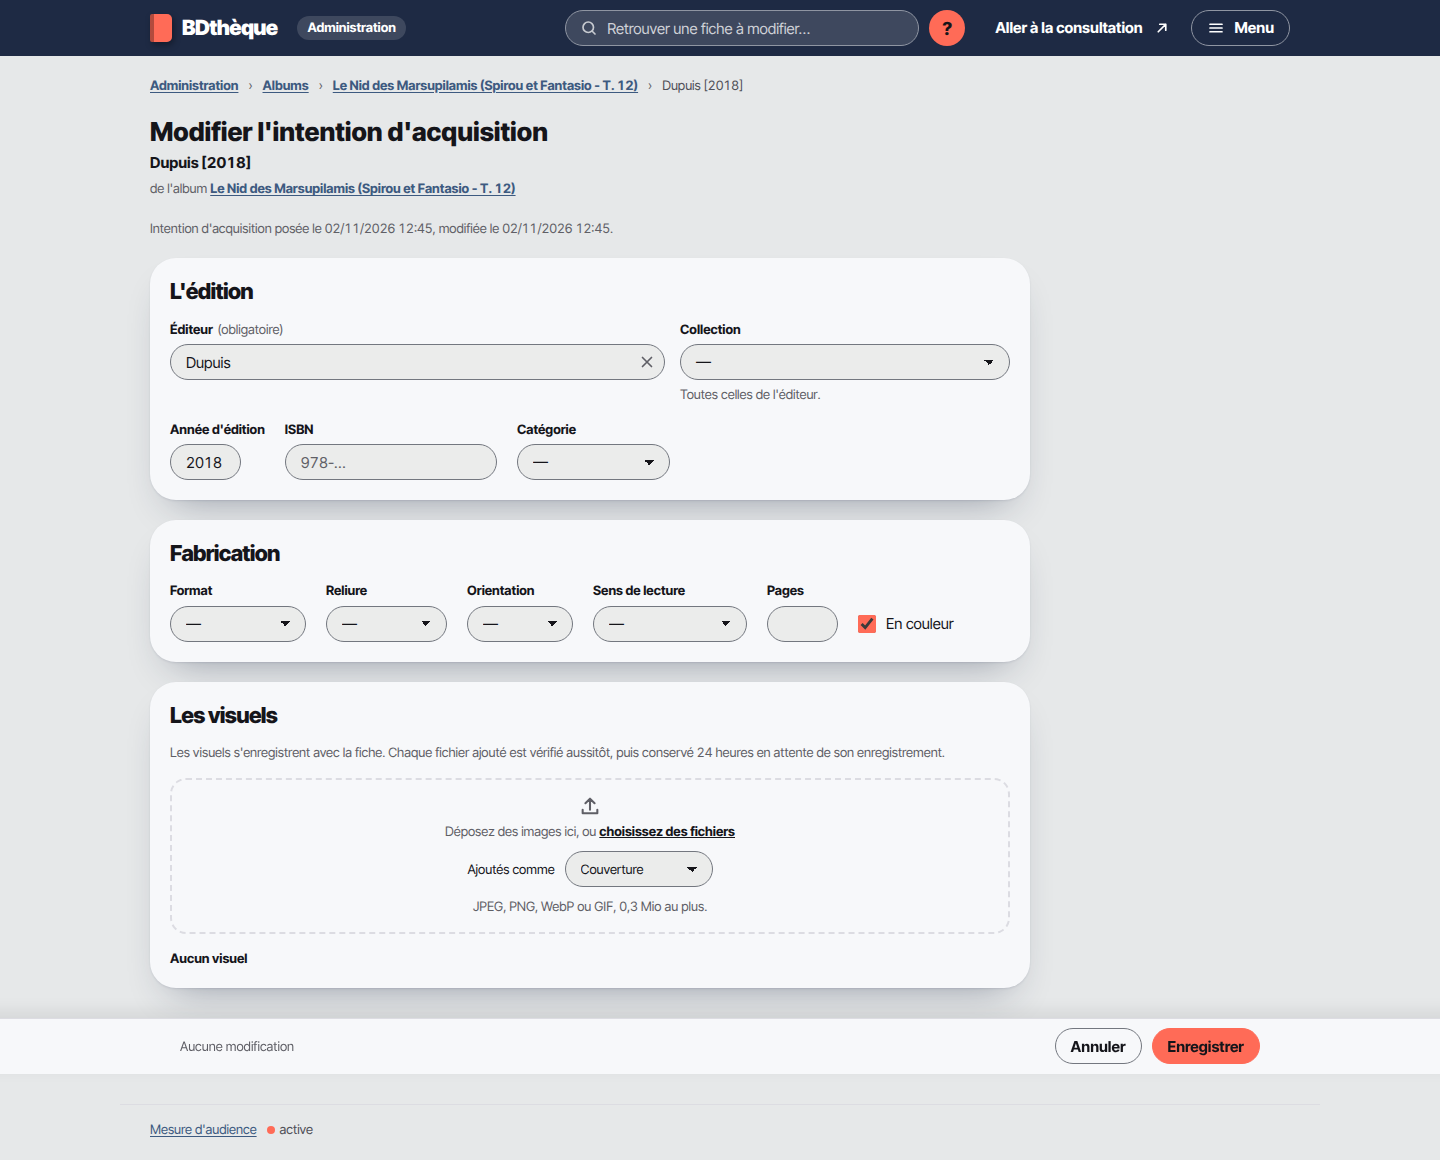 BDthèque
Administration
Retrouver une fiche à modifier...
?
Aller à la consultation
Menu
Administration › Albums › Le Nid des Marsupilamis (Spirou et Fantasio - T. 12) › Dupuis [2018]
Modifier l'intention d'acquisition
Dupuis [2018]
de l'album Le Nid des Marsupilamis (Spirou et Fantasio - T. 12)
Intention d'acquisition posée le 02/11/2026 12:45, modifiée le 02/11/2026 12:45.
L'édition
Éditeur (obligatoire)
Collection
Dupuis
—
Toutes celles de l'éditeur.
Année d'édition
ISBN
Catégorie
2018
978-...
—
Fabrication
Format
Reliure
Orientation
Sens de lecture
Pages
—
—
—
—
En couleur
Les visuels
Les visuels s'enregistrent avec la fiche. Chaque fichier ajouté est vérifié aussitôt, puis conservé 24 heures en attente de son enregistrement.
Déposez des images ici, ou choisissez des fichiers
Ajoutés comme
Couverture
JPEG, PNG, WebP ou GIF, 0,3 Mio au plus.
Aucun visuel
Aucune modification
Annuler
Enregistrer
Mesure d'audience
active